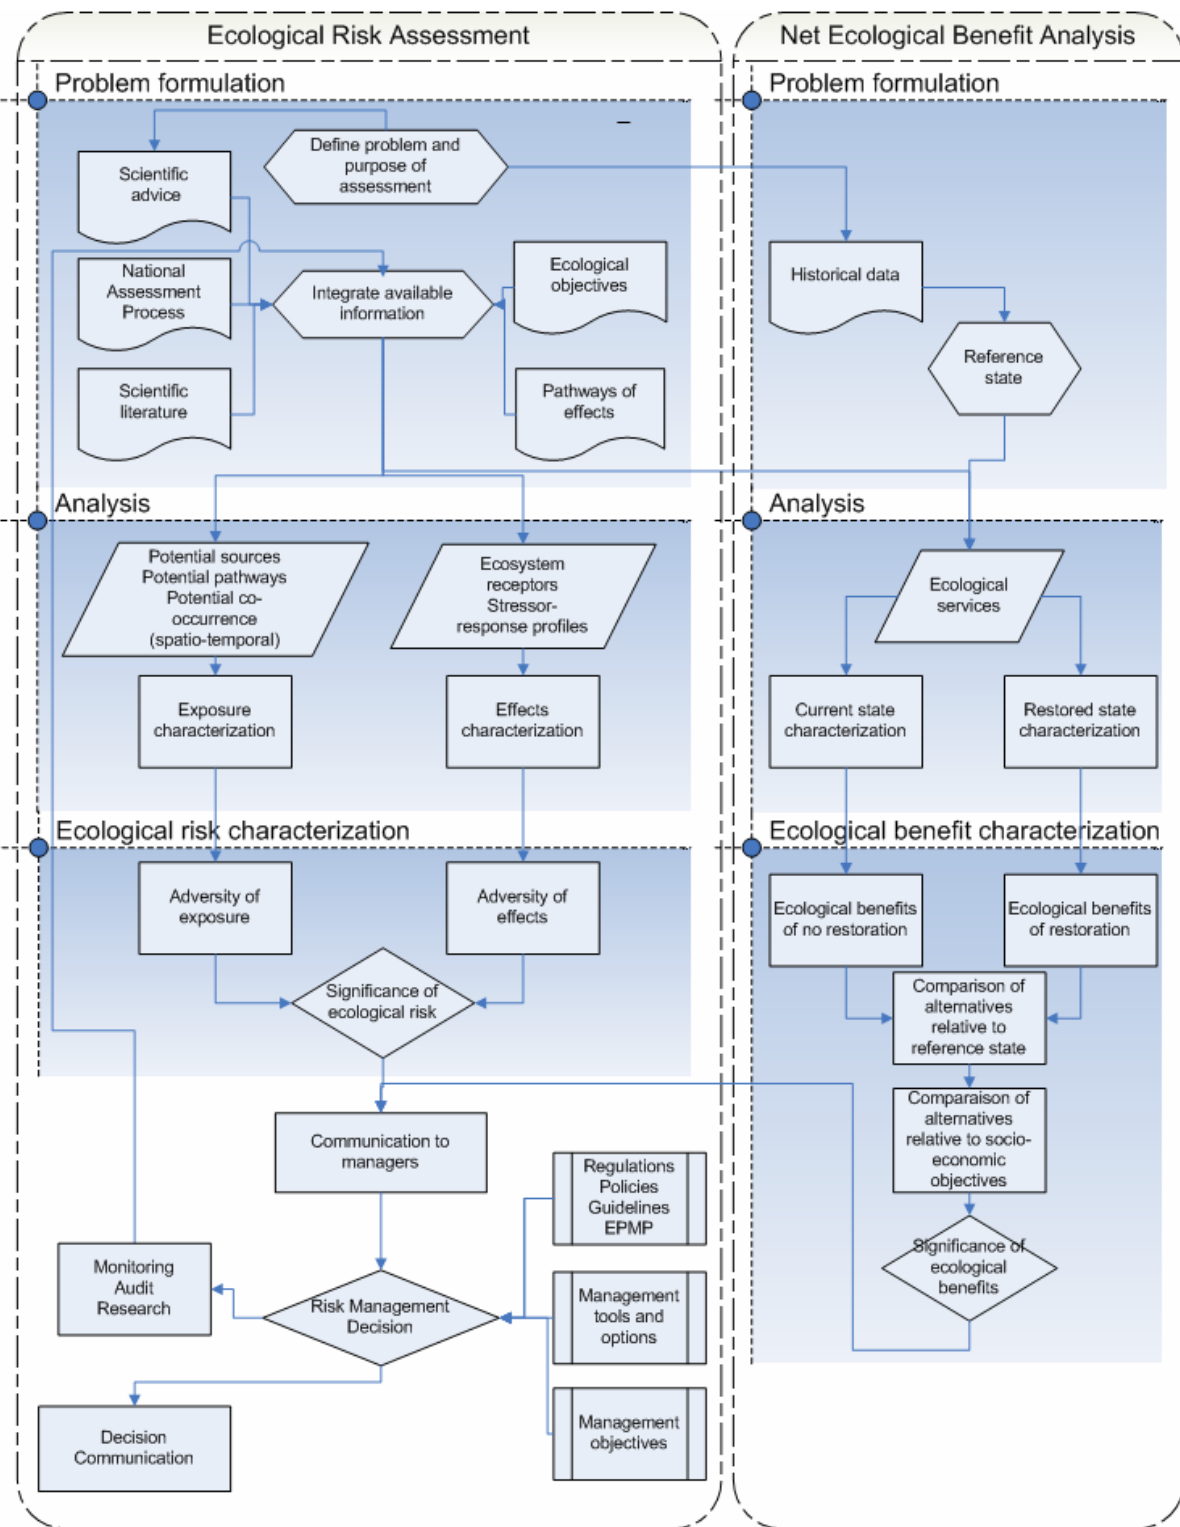 Ecological Risk Assessment
Net Ecological Benefit Analysis
Problem formulation
Define problem and
purpose of
assessment
Scientific
advice
National
Assessment
Process
Integrate available
information
Ecological
objectives
Scientific
literature
Pathways of
effects
Problem formulation
Historical data
Reference
state
Analysis
Potential sources
Potential pathways
Potential co-
occurrence
(spatio-temporal)
Ecosystem
receptors
Stressor-
response profiles
Exposure
characterization
Effects
characterization
Analysis
Ecological
services
Current state
characterization
Restored state
characterization
Ecological risk characterization
Adversity of
exposure
Adversity of
effects
Significance of
ecological risk
Ecological benefit characterization
Ecological benefits
of no restoration
Ecological benefits
of restoration
Comparison of
alternatives
relative to
reference state
Comparaison of
alternatives
relative to socio-
economic
objectives
Significance of
ecological
benefits
Communication to
managers
Regulations
Policies
Guidelines
EPMP
Monitoring
Audit
Research
Risk Management
Decision
Management
tools and
options
Management
objectives
Decision
Communication